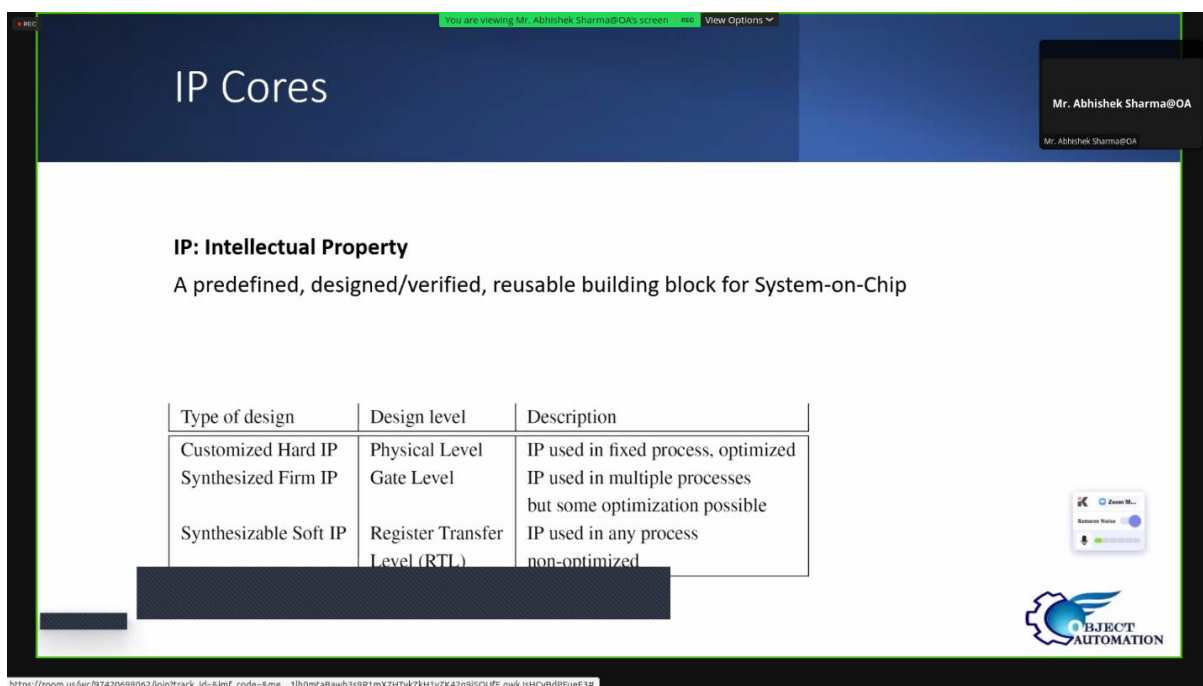 REC
You are viewing Mr. Abhishek Sharma@OA's screen REC View Options
IP Cores
Mr. Abhishek Sharma@OA
Mr. Abhishek Sharma@OA
IP: Intellectual Property
A predefined, designed/verified, reusable building block for System-on-Chip
Type of design Design level Description
Customized Hard IP Physical Level IP used in fixed process, optimized
Synthesized Firm IP Gate Level IP used in multiple processes
but some optimization possible
Synthesizable Soft IP Register Transfer IP used in any process
Level (RTL) non-optimized
Zoom M...
Remove Noise
OBJECT
AUTOMATION